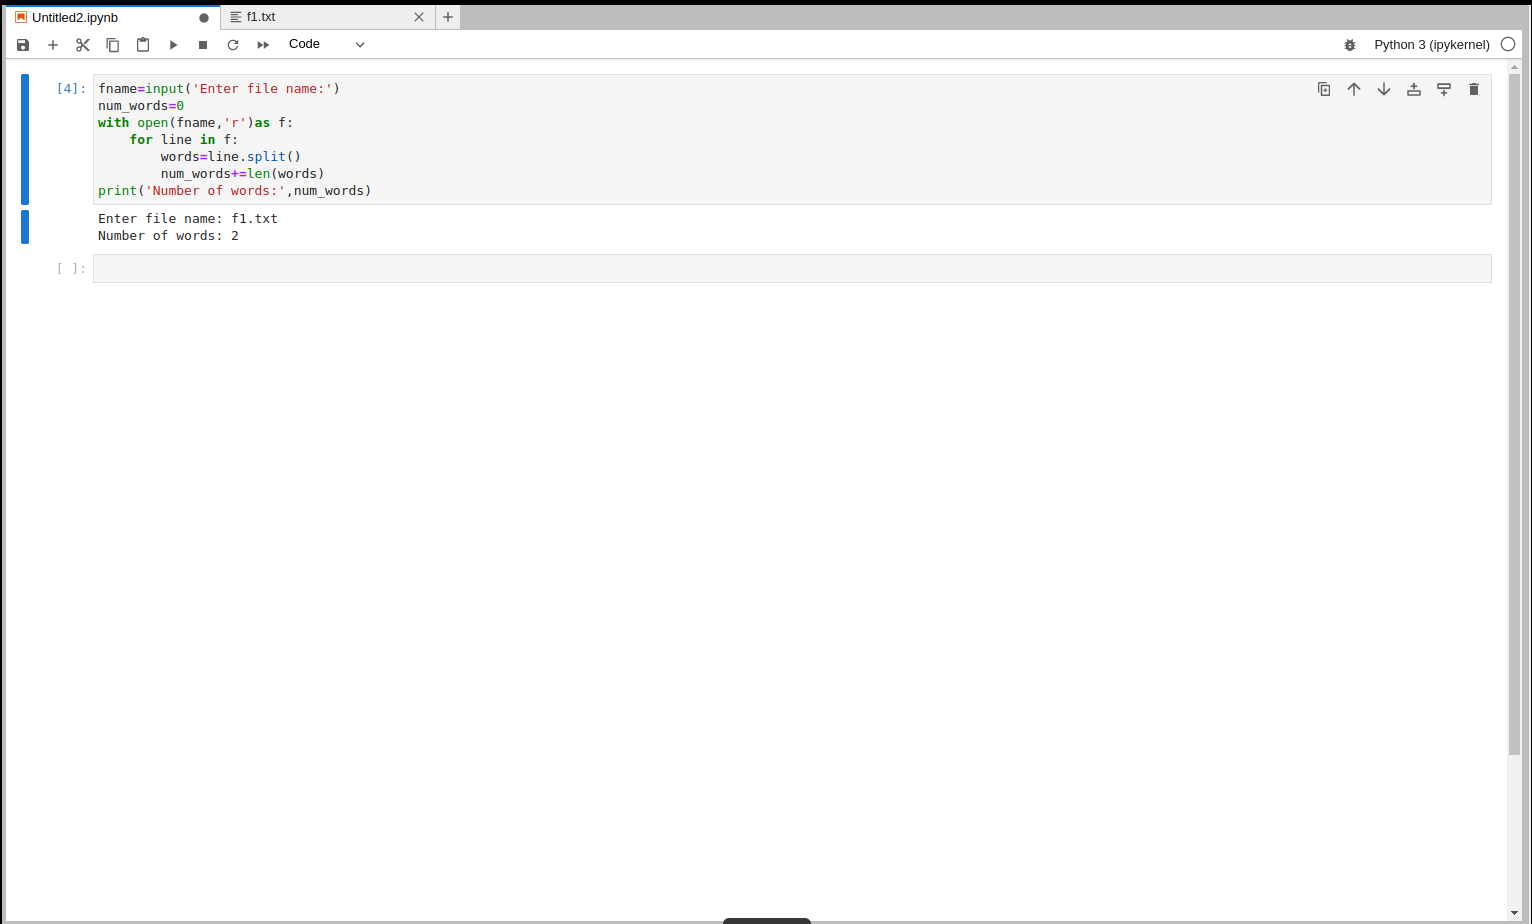 Untitled2.ipynb
f1.txt
Code
Python 3 (ipykernel)
[4]:
fname=input('Enter file name:')
num_words=0
with open(fname,'r')as f:
    for line in f:
        words=line.split()
        num_words+=len(words)
print('Number of words:',num_words)
Enter file name: f1.txt
Number of words: 2
[ ]: